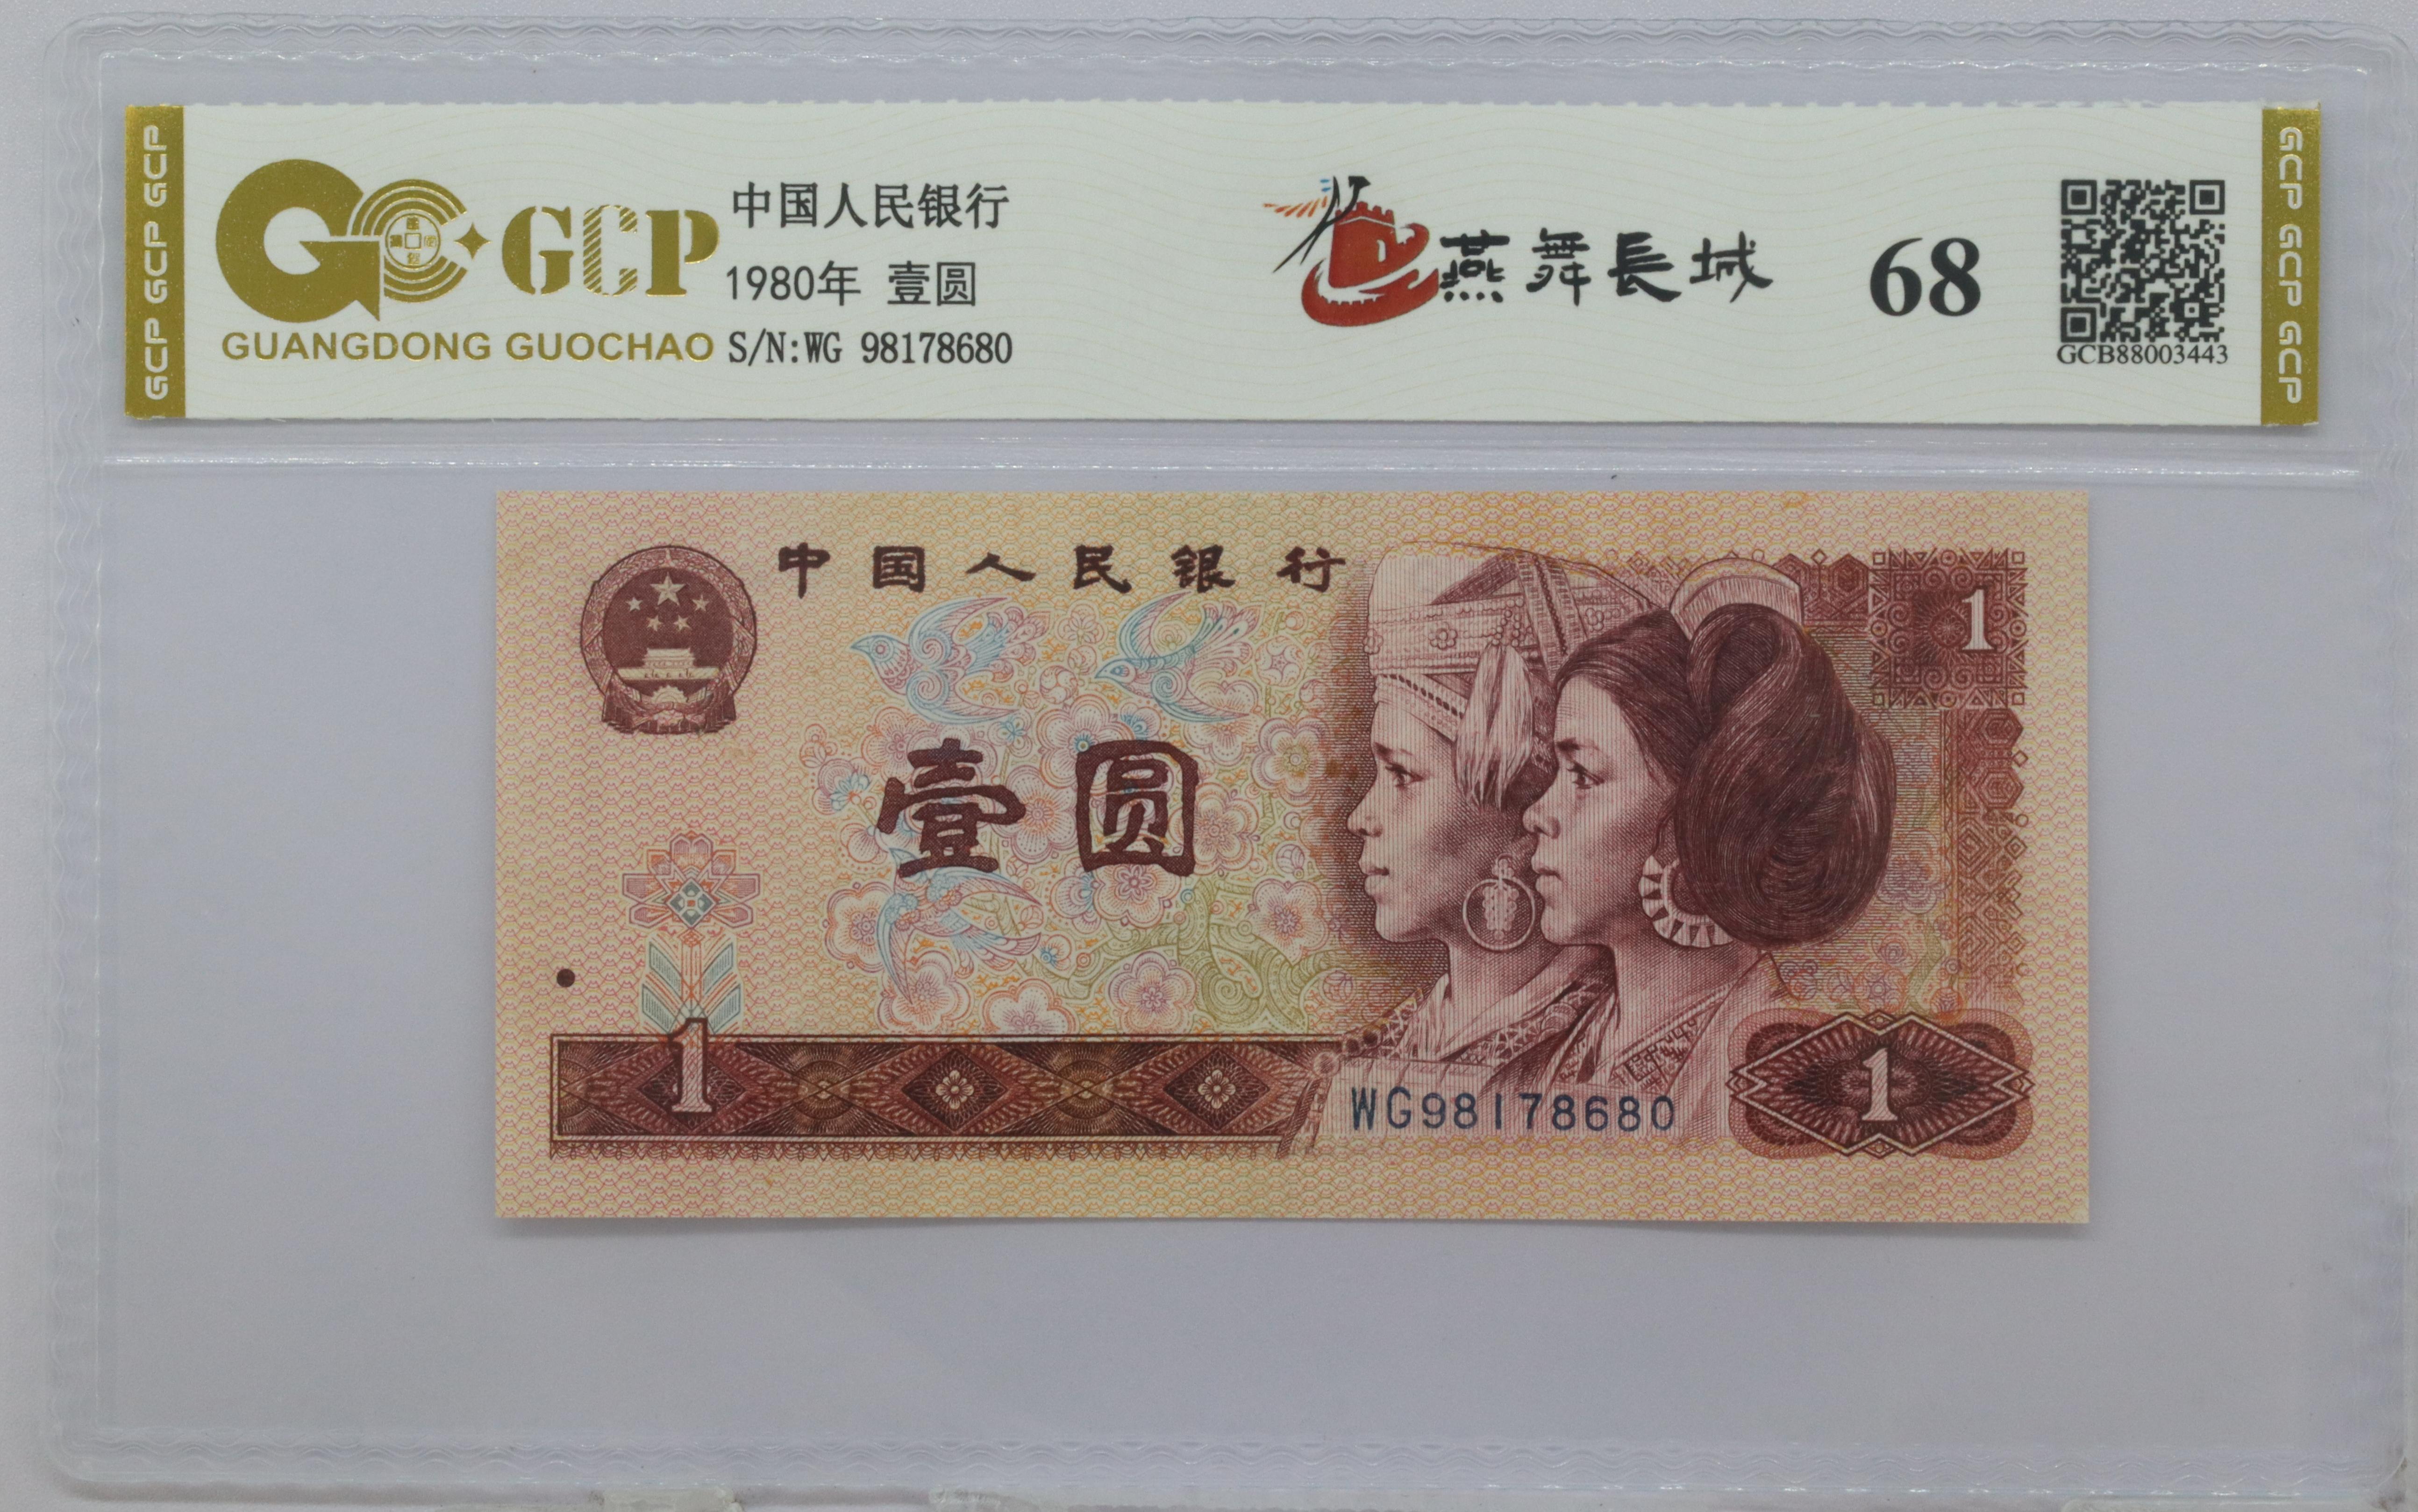 GCP GCP GCP
GCP
GUANGDONG GUOCHAO
中国人民银行
1980年 壹圆
S/N:WG 98178680
燕舞長城
68
GCB88003443
GCP GCP GCP
中国人民银行
1
壹圆
1
WG98178680
1